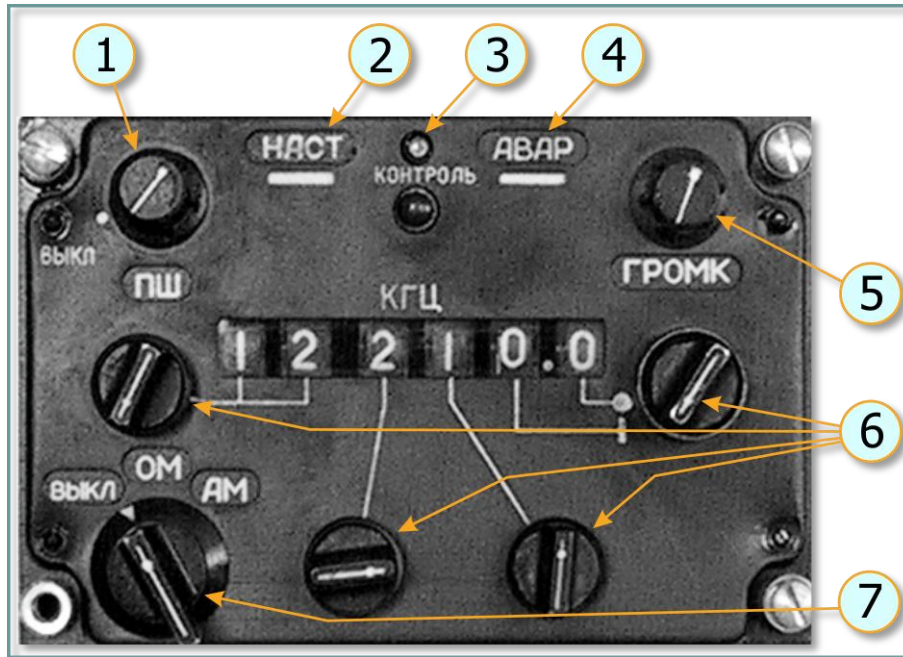 1 2 3 4
НАСТ АВАР
КОНТРОЛЬ
ВЫКЛ
ПШ ГРОМК
5
КГЦ
1 2 2 1 0.0
6
ВЫКЛ ОМ АМ
7